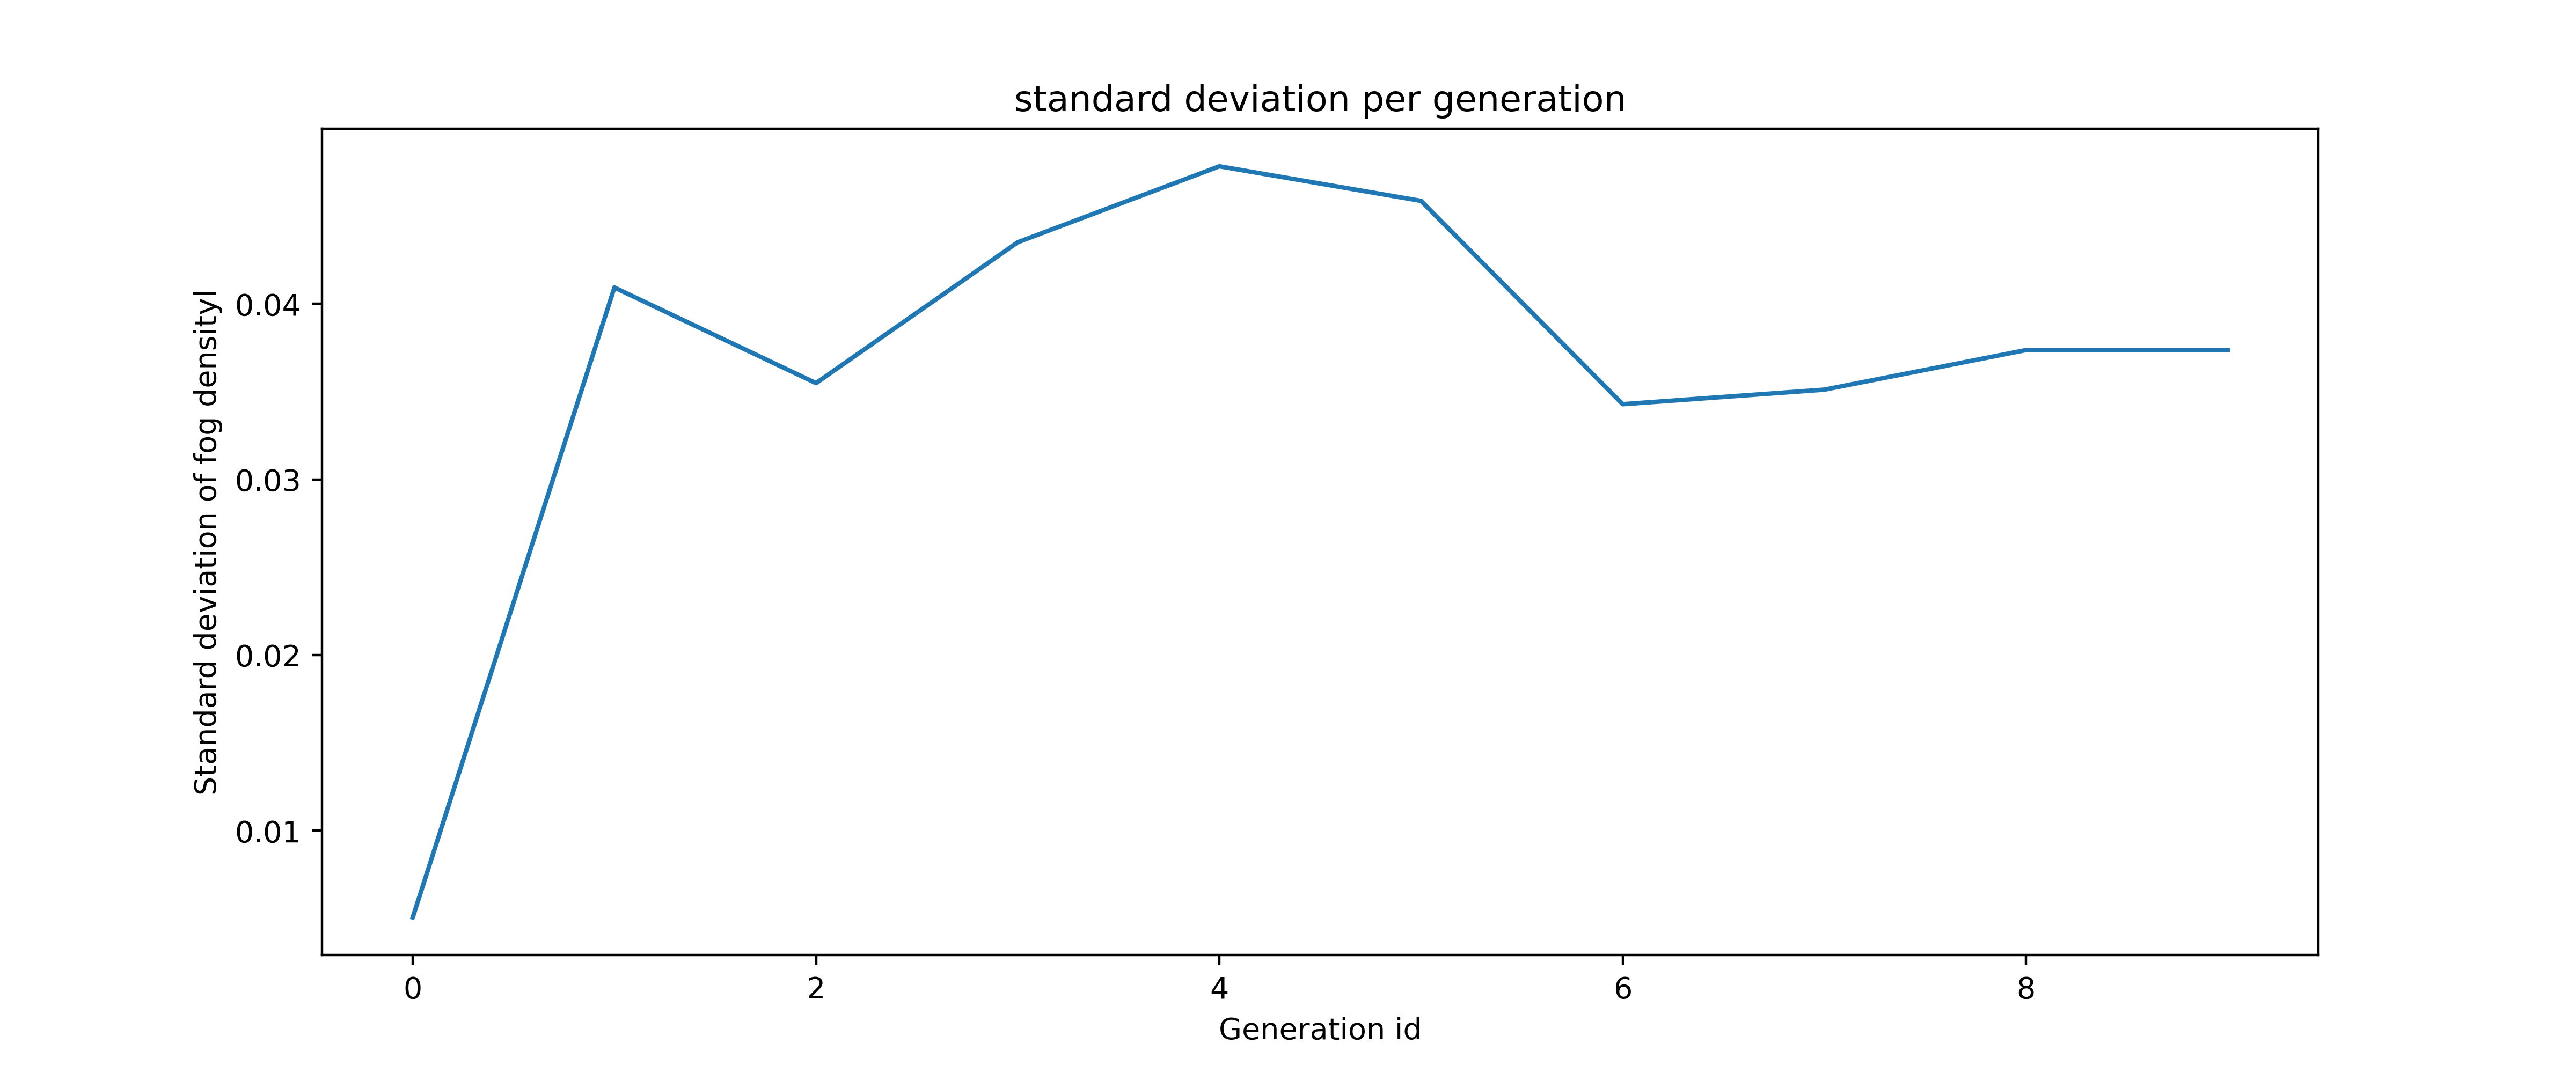 standard deviation per generation
Standard deviation of fog densityl
0.04
0.03
0.02
0.01
0 2 4 6 8
Generation id